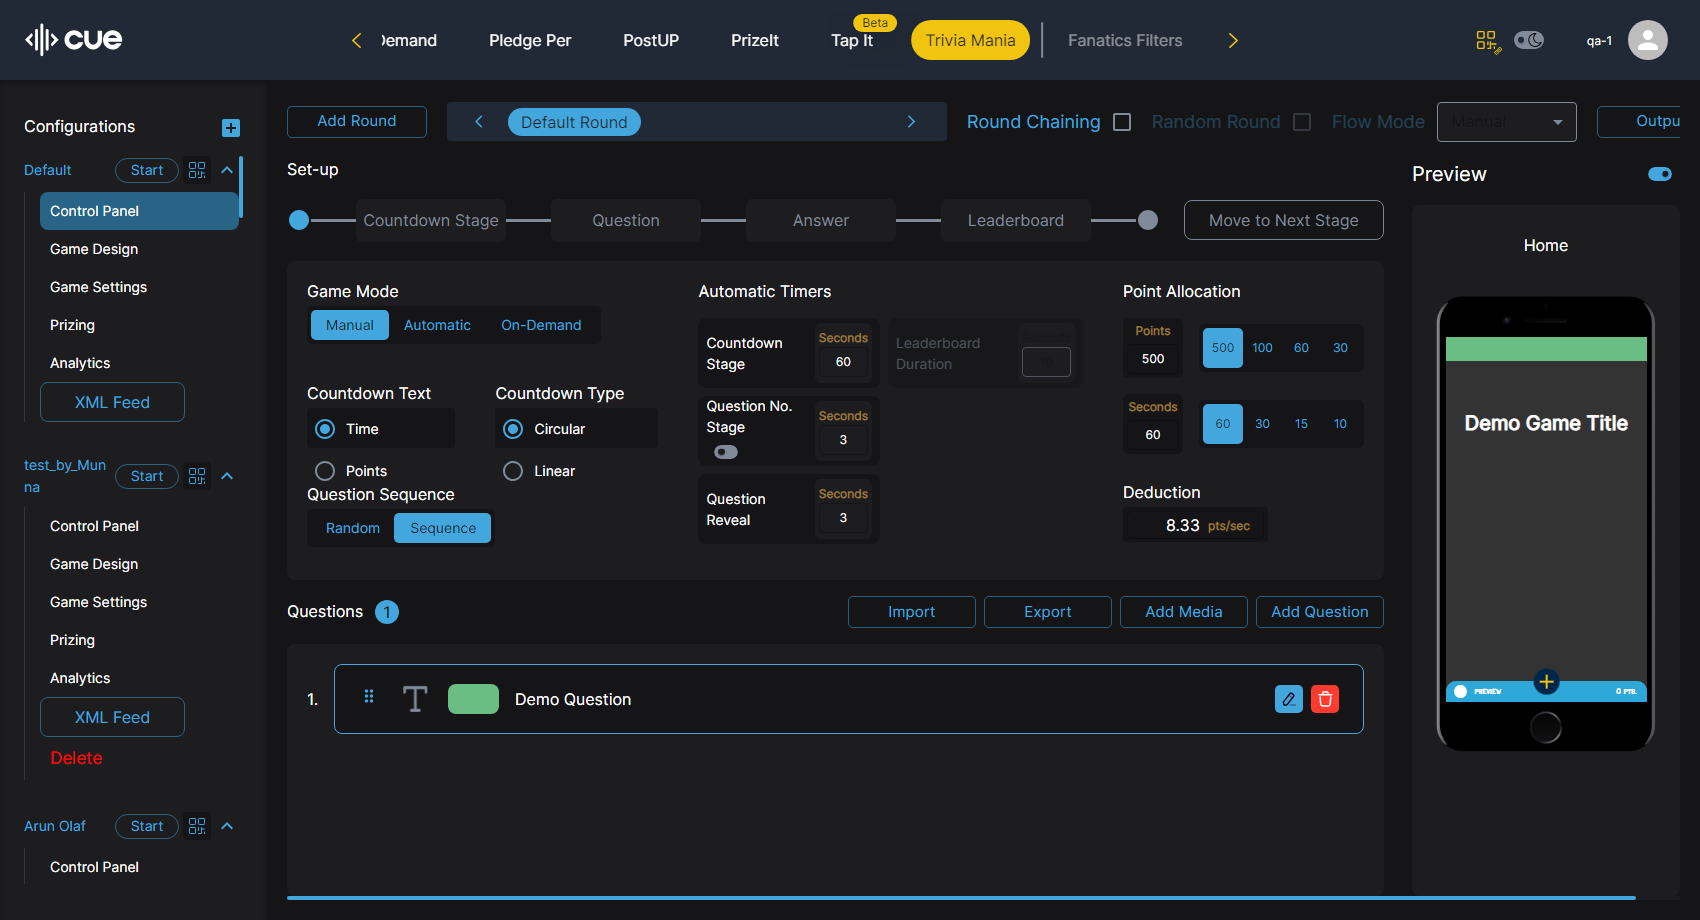 cue
Demand
Pledge Per
PostUP
PrizeIt
Tap It
Beta
Trivia Mania
Fanatics Filters
qa-1
Configurations
Default
Start
Control Panel
Game Design
Game Settings
Prizing
Analytics
XML Feed
test_by_Mun
na
Start
Control Panel
Game Design
Game Settings
Prizing
Analytics
XML Feed
Delete
Arun Olaf
Start
Control Panel
Add Round
Default Round
Round Chaining
Random Round
Flow Mode
Manual
Outpu
Set-up
Countdown Stage
Question
Answer
Leaderboard
Move to Next Stage
Game Mode
Manual
Automatic
On-Demand
Countdown Text
Time
Points
Countdown Type
Circular
Linear
Question Sequence
Random
Sequence
Automatic Timers
Countdown
Stage
Seconds
60
Leaderboard
Duration
Question No.
Stage
Seconds
3
Question
Reveal
Seconds
3
Point Allocation
Points
500
500
100
60
30
Seconds
60
60
30
15
10
Deduction
8.33 pts/sec
Questions 1
Import
Export
Add Media
Add Question
1.
T
Demo Question
Preview
Home
Demo Game Title
PREVIEW
0 PTS.